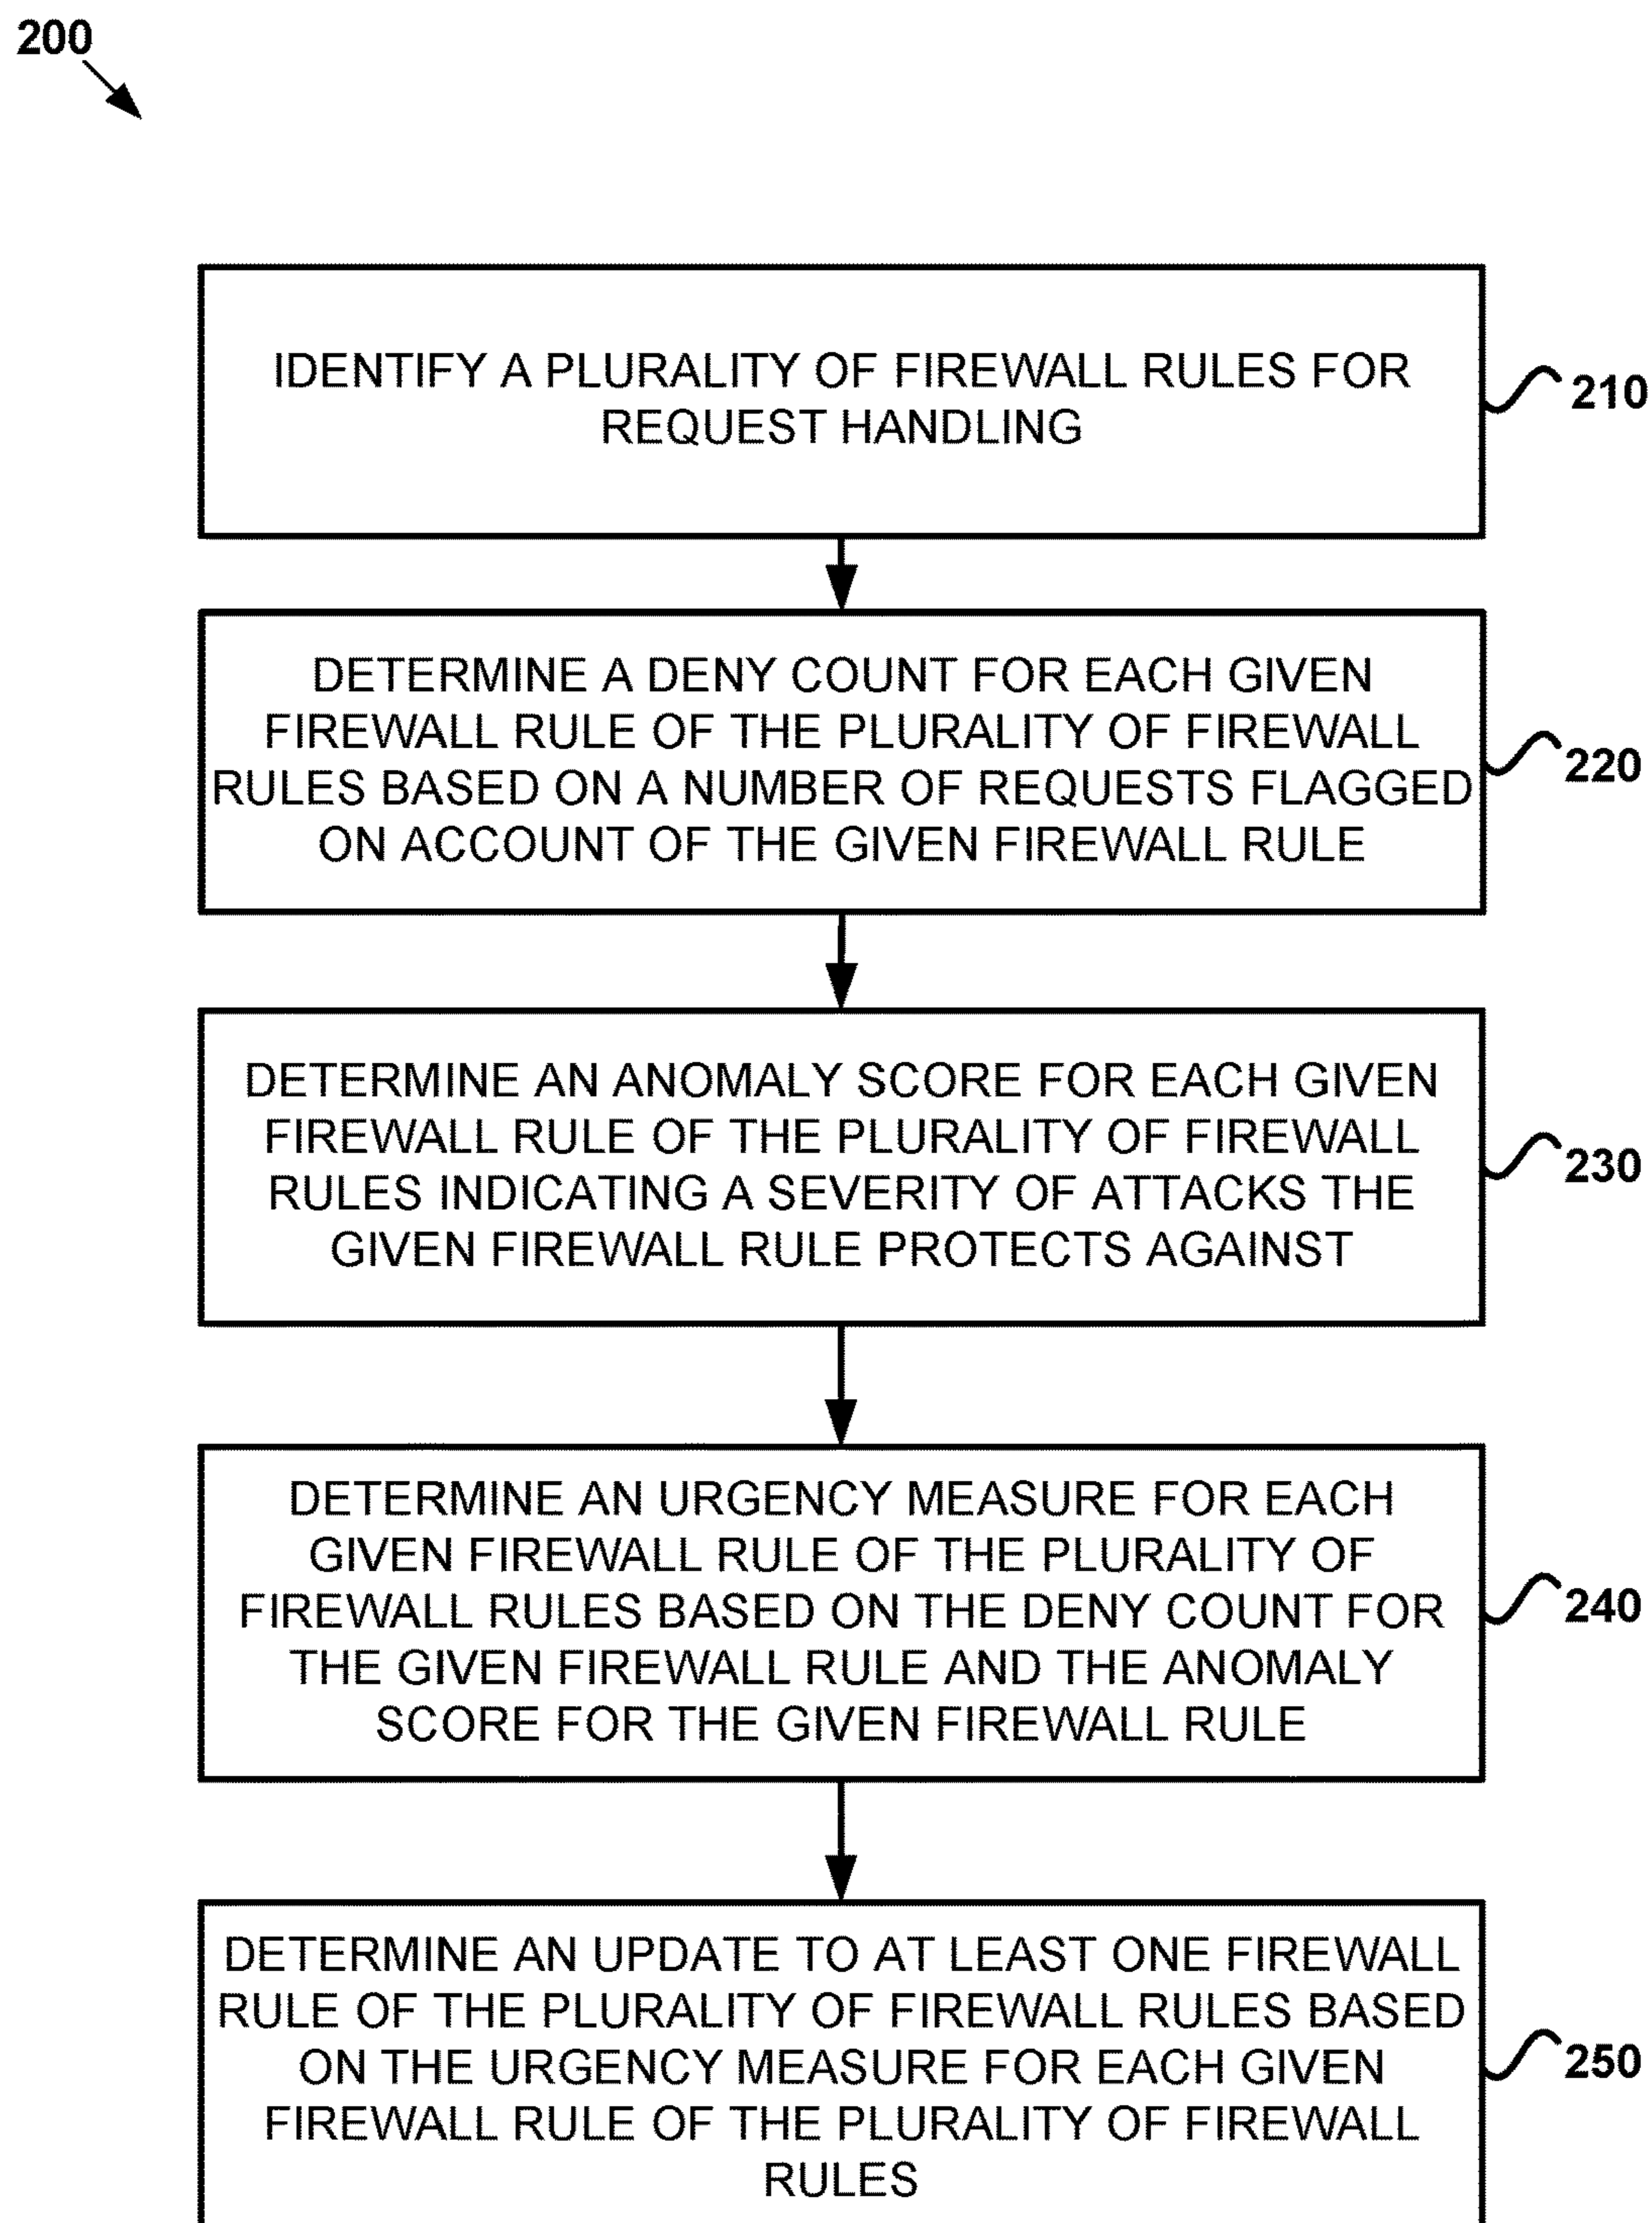 200
IDENTIFY A PLURALITY OF FIREWALL RULES FOR
REQUEST HANDLING
210
DETERMINE A DENY COUNT FOR EACH GIVEN
FIREWALL RULE OF THE PLURALITY OF FIREWALL
RULES BASED ON A NUMBER OF REQUESTS FLAGGED
ON ACCOUNT OF THE GIVEN FIREWALL RULE
220
DETERMINE AN ANOMALY SCORE FOR EACH GIVEN
FIREWALL RULE OF THE PLURALITY OF FIREWALL
RULES INDICATING A SEVERITY OF ATTACKS THE
GIVEN FIREWALL RULE PROTECTS AGAINST
230
DETERMINE AN URGENCY MEASURE FOR EACH
GIVEN FIREWALL RULE OF THE PLURALITY OF
FIREWALL RULES BASED ON THE DENY COUNT FOR
THE GIVEN FIREWALL RULE AND THE ANOMALY
SCORE FOR THE GIVEN FIREWALL RULE
240
DETERMINE AN UPDATE TO AT LEAST ONE FIREWALL
RULE OF THE PLURALITY OF FIREWALL RULES BASED
ON THE URGENCY MEASURE FOR EACH GIVEN
FIREWALL RULE OF THE PLURALITY OF FIREWALL
RULES
250